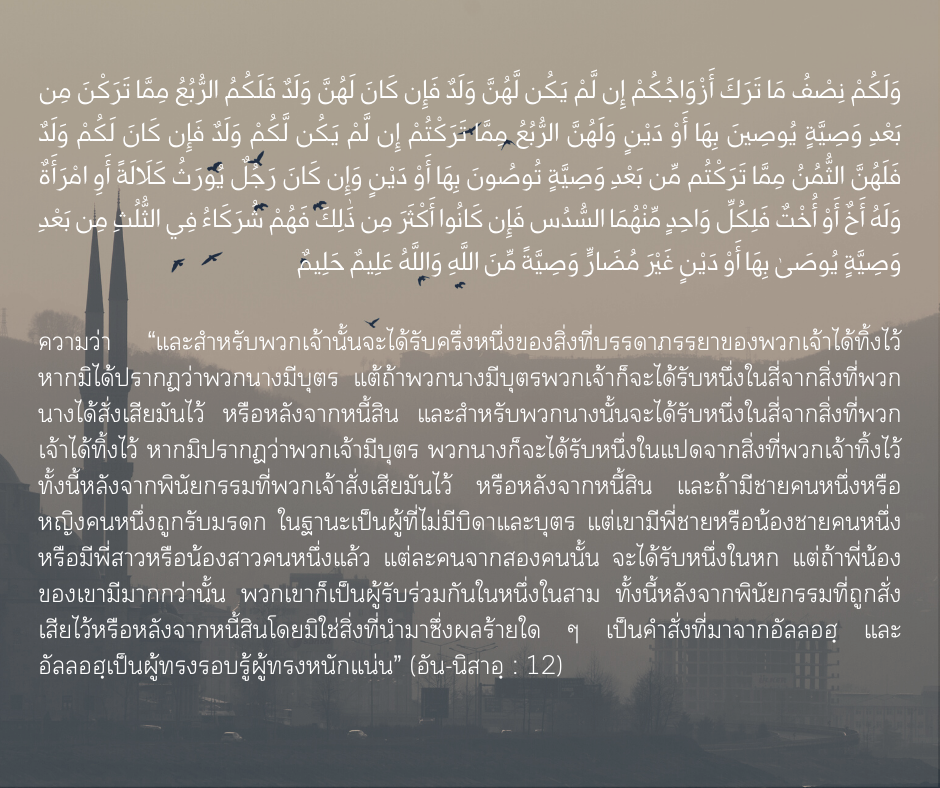 وَلَكُمْ نِصْفُ مَا تَرَكَ أَزْوَاجُكُمْ إِن لَّمْ يَكُن لَّهُنَّ وَلَدٌ فَإِن كَانَ لَهُنَّ وَلَدٌ فَلَكُمُ الرُّبُعُ مِمَّا تَرَكْنَ مِن
بَعْدِ وَصِيَّةٍ يُوصِينَ بِهَا أَوْ دَيْنٍ وَلَهُنَّ الرُّبُعُ مِمَّا تَرَكْتُمْ إِن لَّمْ يَكُن لَّكُمْ وَلَدٌ فَإِن كَانَ لَكُمْ وَلَدٌ
فَلَهُنَّ الثُّمُنُ مِمَّا تَرَكْتُم مِّن بَعْدِ وَصِيَّةٍ تُوصُونَ بِهَا أَوْ دَيْنٍ وَإِن كَانَ رَجُلٌ يُورَثُ كَلَالَةً أَوِ امْرَأَةٌ
وَلَهُ أَخٌ أَوْ أُخْتٌ فَلِكُلِّ وَاحِدٍ مِّنْهُمَا السُّدُس فَإِن كَانُوا أَكْثَرَ مِن ذَٰلِكَ فَهُمْ شُرَكَاءُ فِي الثُّلُثِ مِن بَعْدِ
وَصِيَّةٍ يُوصَىٰ بِهَا أَوْ دَيْنٍ غَيْرَ مُضَارٍّ وَصِيَّةً مِّنَ اللَّهِ وَاللَّهُ عَلِيمٌ حَلِيمٌ
ความว่า “และสำหรับพวกเจ้านั้นจะได้รับครึ่งหนึ่งของสิ่งที่บรรดาภรรยาของพวกเจ้าได้ทิ้งไว้
หากมิได้ปรากฏว่าพวกนางมีบุตร แต่ถ้าพวกนางมีบุตรพวกเจ้าก็จะได้รับหนึ่งในสี่จากสิ่งที่พวก
นางได้สั่งเสียมันไว้ หรือหลังจากหนี้สิน และสำหรับพวกนางนั้นจะได้รับหนึ่งในสี่จากสิ่งที่พวก
เจ้าได้ทิ้งไว้ หากมิปรากฏว่าพวกเจ้ามีบุตร พวกนางก็จะได้รับหนึ่งในแปดจากสิ่งที่พวกเจ้าทิ้งไว้
ทั้งนี้หลังจากพินัยกรรมที่พวกเจ้าสั่งเสียมันไว้ หรือหลังจากหนี้สิน และถ้ามีชายคนหนึ่งหรือ
หญิงคนหนึ่งถูกรับมรดก ในฐานะเป็นผู้ที่ไม่มีบิดาและบุตร แต่เขามีพี่ชายหรือน้องชายคนหนึ่ง
หรือมีพี่สาวหรือน้องสาวคนหนึ่งแล้ว แต่ละคนจากสองคนนั้น จะได้รับหนึ่งในหก แต่ถ้าพี่น้อง
ของเขามีมากกว่านั้น พวกเขาก็เป็นผู้รับร่วมกันในหนึ่งในสาม ทั้งนี้หลังจากพินัยกรรมที่ถูกสั่ง
เสียไว้หรือหลังจากหนี้สินโดยมิใช่สิ่งที่นำมาซึ่งผลร้ายใด ๆ เป็นคำสั่งที่มาจากอัลลอฮฺ และ
อัลลอฮฺเป็นผู้ทรงรอบรู้ผู้ทรงหนักแน่น” (อัน-นิสาอฺ : 12)